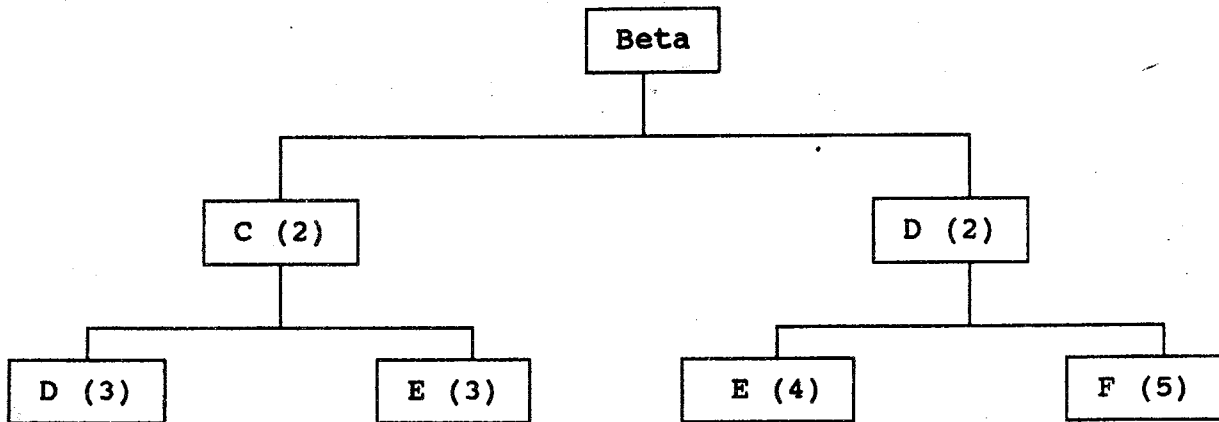 Beta
C (2)
D (2)
D (3)
E (3)
E (4)
F (5)